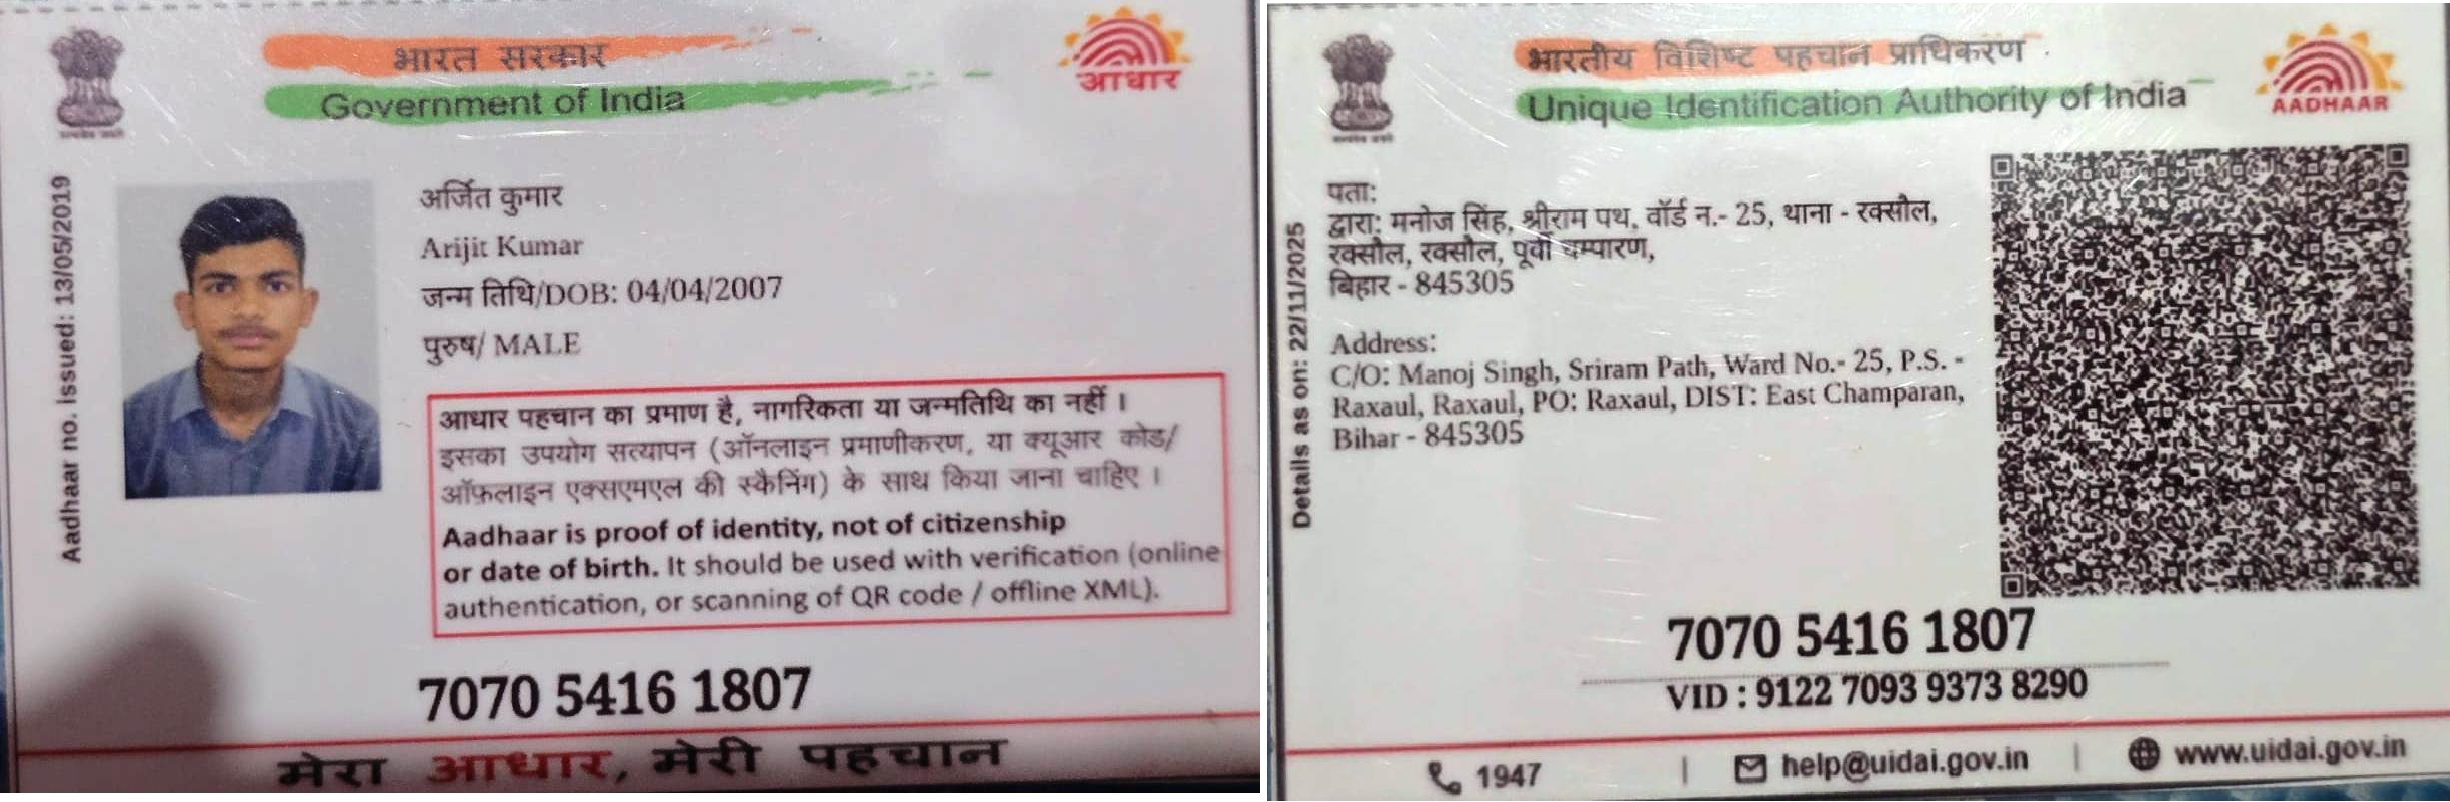 भारत सरकार
Government of India
आधार
Aadhaar no. issued: 13/05/2019
अर्जित कुमार
Arijit Kumar
जन्म तिथि/DOB: 04/04/2007
पुरुष/ MALE
आधार पहचान का प्रमाण है, नागरिकता या जन्मतिथि का नहीं ।
इसका उपयोग सत्यापन (ऑनलाइन प्रमाणीकरण, या क्यूआर कोड/
ऑफ़लाइन एक्सएमएल की स्कैनिंग) के साथ किया जाना चाहिए ।
Aadhaar is proof of identity, not of citizenship
or date of birth. It should be used with verification (online
authentication, or scanning of QR code / offline XML).
7070 5416 1807
मेरा आधार, मेरी पहचान
भारतीय विशिष्ट पहचान प्राधिकरण
Unique Identification Authority of India
AADHAAR
Details as on: 22/11/2025
पता:
द्वारा: मनोज सिंह, श्रीराम पथ, वॉर्ड न.- 25, थाना - रक्सौल,
रक्सौल, रक्सौल, पूर्वी चम्पारण,
बिहार - 845305
Address:
C/O: Manoj Singh, Sriram Path, Ward No.- 25, P.S. -
Raxaul, Raxaul, PO: Raxaul, DIST: East Champaran,
Bihar - 845305
7070 5416 1807
VID : 9122 7093 9373 8290
1947 | help@uidai.gov.in | www.uidai.gov.in